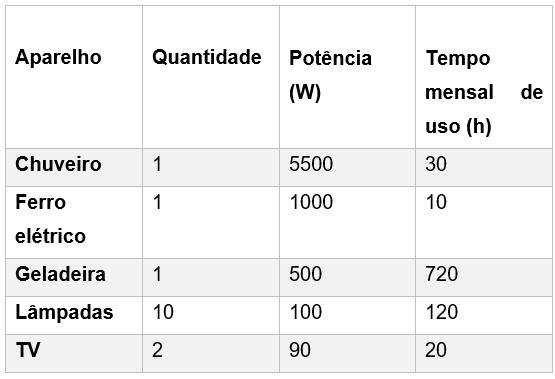 Aparelho Quantidade Potência (W) Tempo mensal de uso (h)
Chuveiro 1 5500 30
Ferro elétrico 1 1000 10
Geladeira 1 500 720
Lâmpadas 10 100 120
TV 2 90 20